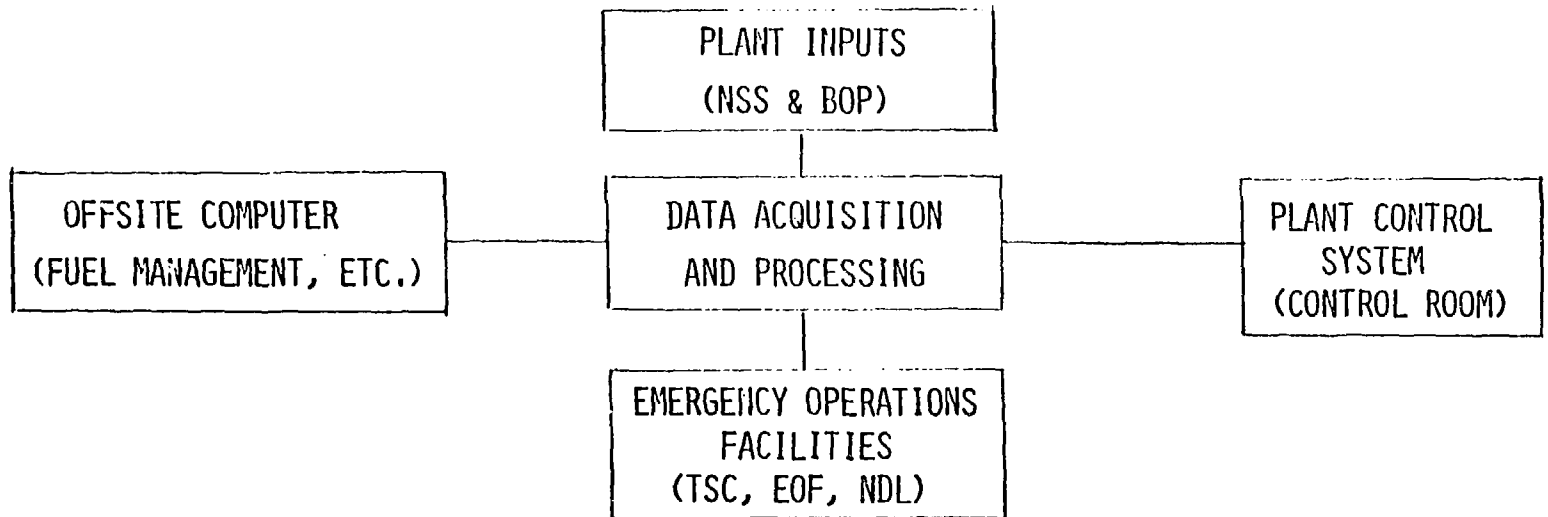 PLANT INPUTS
(NSS & BOP)
OFFSITE COMPUTER
(FUEL MANAGEMENT, ETC.)
DATA ACQUISITION
AND PROCESSING
PLANT CONTROL
SYSTEM
(CONTROL ROOM)
EMERGENCY OPERATIONS
FACILITIES
(TSC, EOF, NDL)